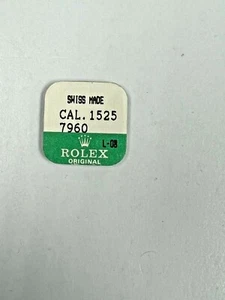 SWISS MADE
CAL. 1525
7960
L-08
ROLEX
ORIGINAL